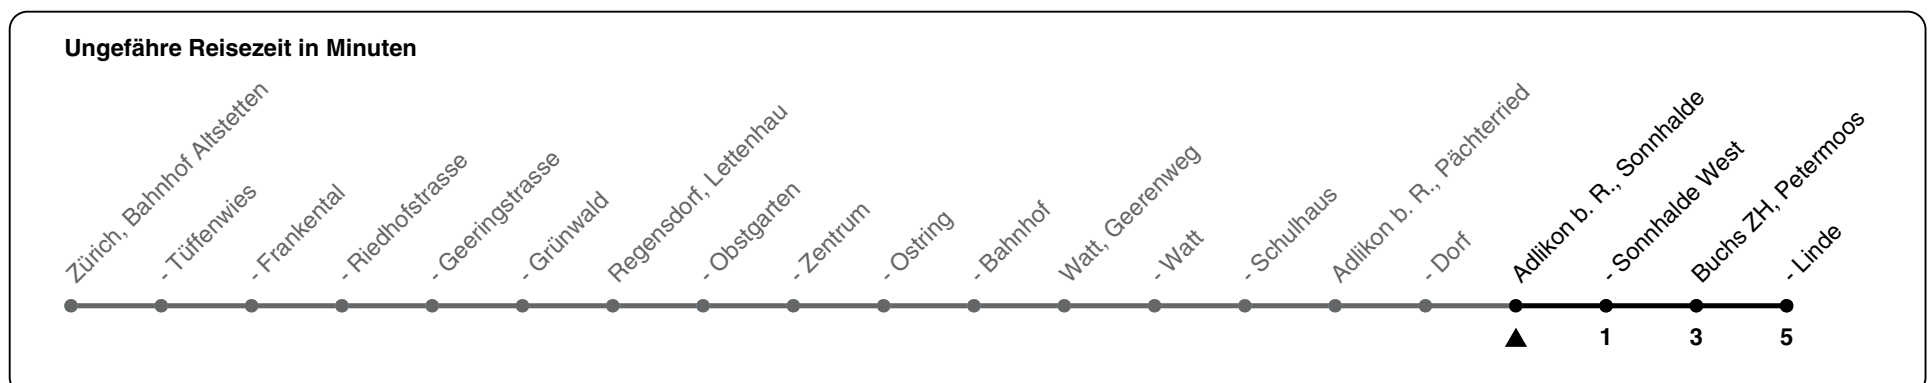 Ungefähre Reisezeit in Minuten
Zürich, Bahnhof Altstetten
- Tüffenwies
- Frankental
- Riedhofstrasse
- Geeringstrasse
- Grünwald
Regensdorf, Lettenhau
- Obstgarten
- Zentrum
- Ostring
- Bahnhof
Watt, Geerenweg
- Watt
- Schulhaus
Adlikon b. R., Pächterried
- Dorf
Adlikon b. R., Sonnhalde
- Sonnhalde West
Buchs ZH, Petermoos
- Linde
1 3 5